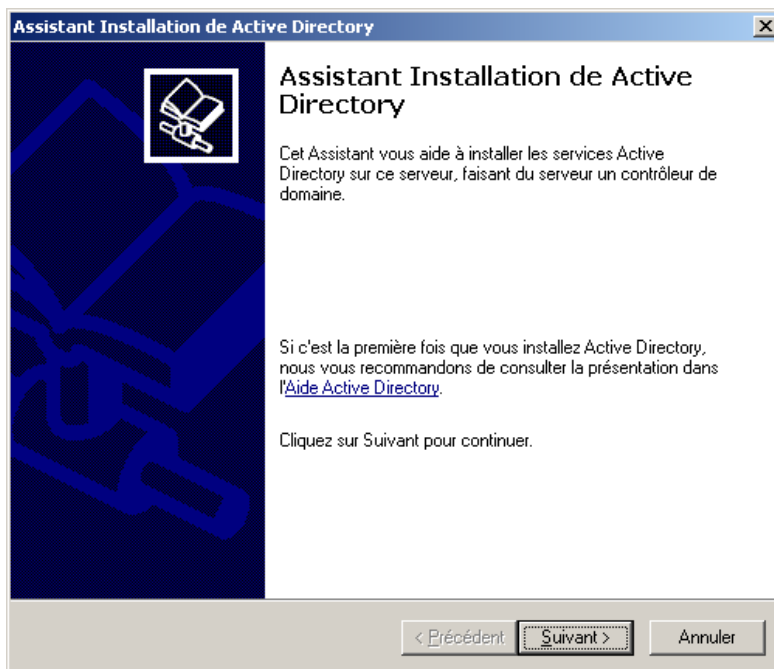 Assistant Installation de Active Directory
Assistant Installation de Active
Directory
Cet Assistant vous aide à installer les services Active
Directory sur ce serveur, faisant du serveur un contrôleur de
domaine.
Si c'est la première fois que vous installez Active Directory,
nous vous recommandons de consulter la présentation dans
l'Aide Active Directory.
Cliquez sur Suivant pour continuer.
< Précédent Suivant > Annuler